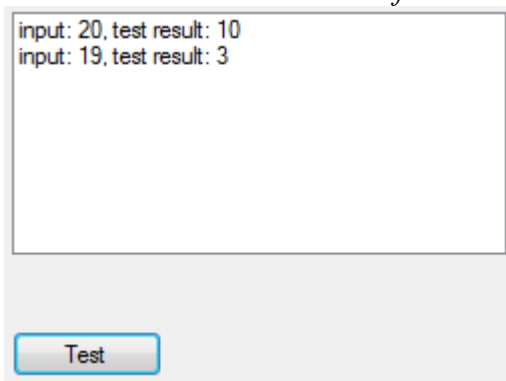 input: 20, test result: 10
input: 19, test result: 3
Test